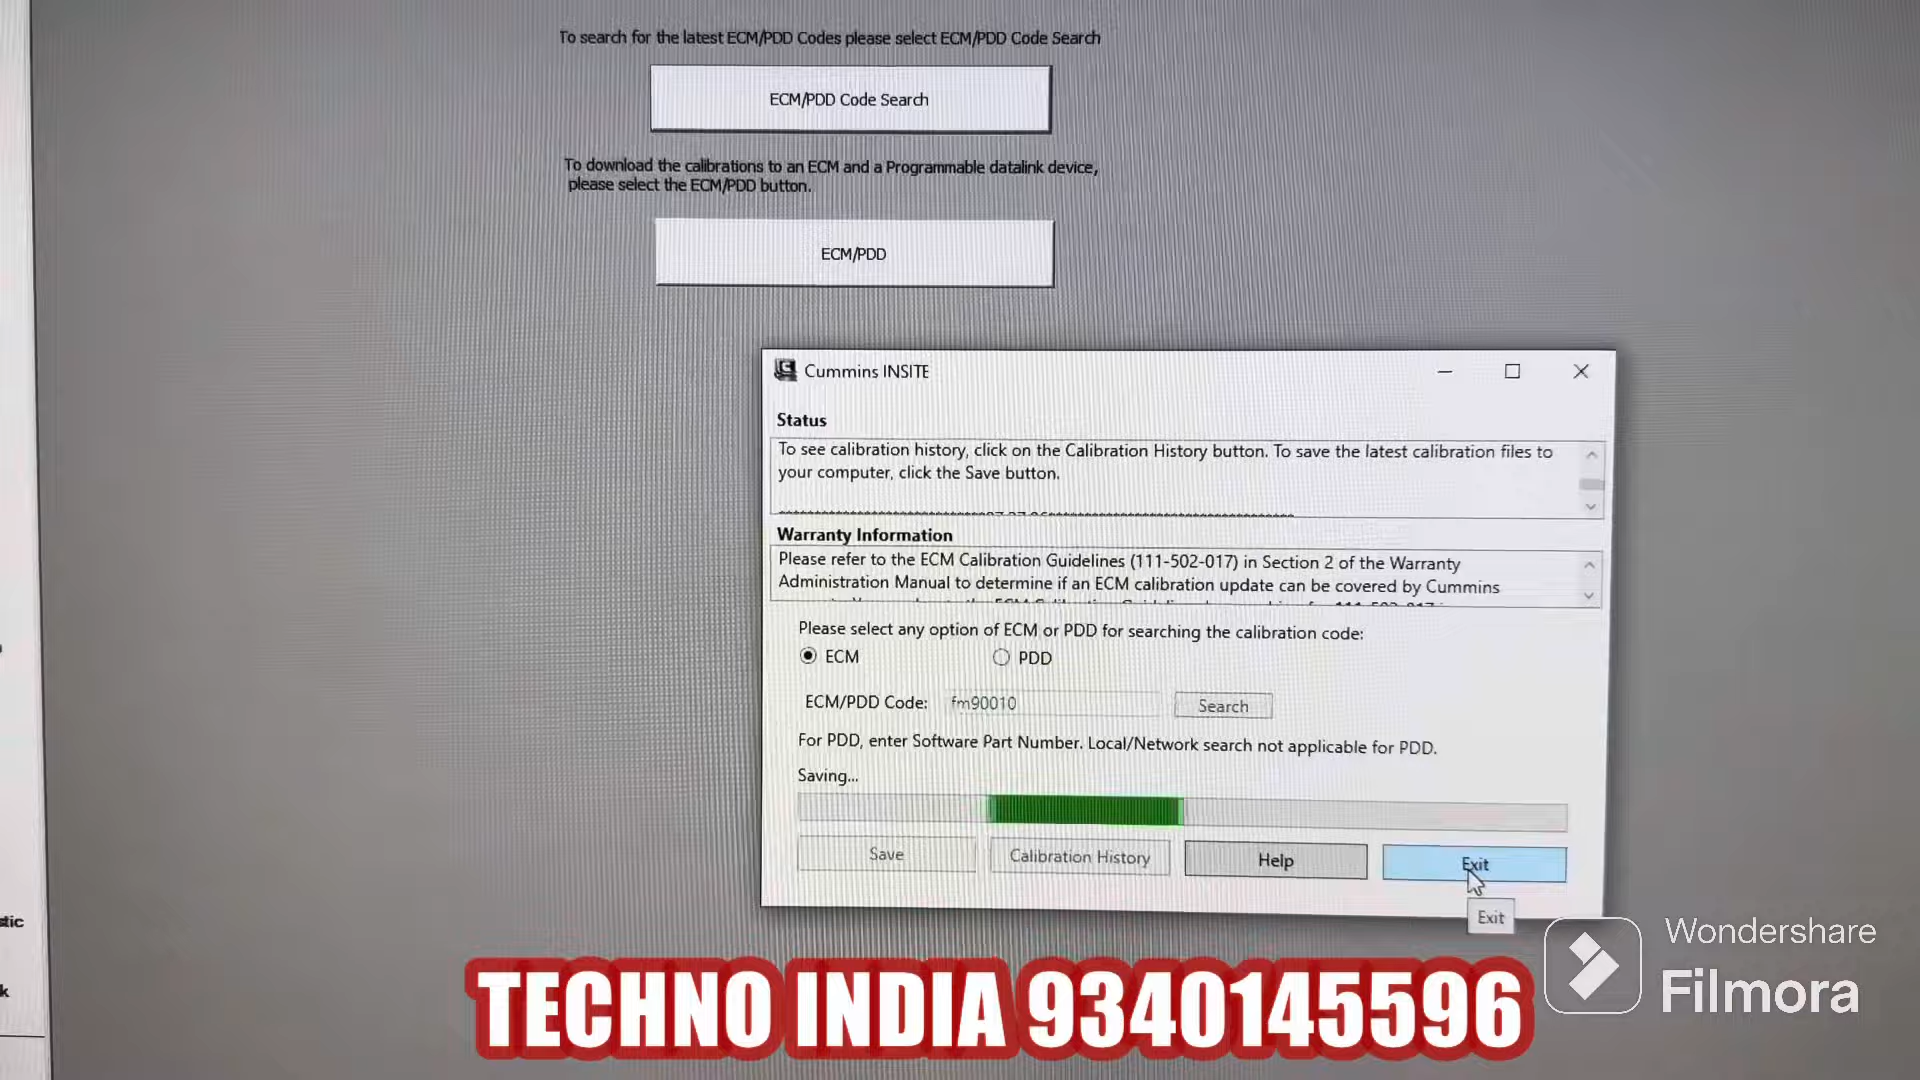 To search for the latest ECM/PDD Codes please select ECM/PDD Code Search
ECM/PDD Code Search
To download the calibrations to an ECM and a Programmable datalink device,
please select the ECM/PDD button.
ECM/PDD
Cummins INSITE
Status
To see calibration history, click on the Calibration History button. To save the latest calibration files to
your computer, click the Save button.
Warranty Information
Please refer to the ECM Calibration Guidelines (111-502-017) in Section 2 of the Warranty
Administration Manual to determine if an ECM calibration update can be covered by Cummins
Please select any option of ECM or PDD for searching the calibration code:
ECM
PDD
ECM/PDD Code: fm90010
Search
For PDD, enter Software Part Number. Local/Network search not applicable for PDD.
Saving...
Save
Calibration History
Help
Exit
Exit
Wondershare
Filmora
TECHNO INDIA 9340145596